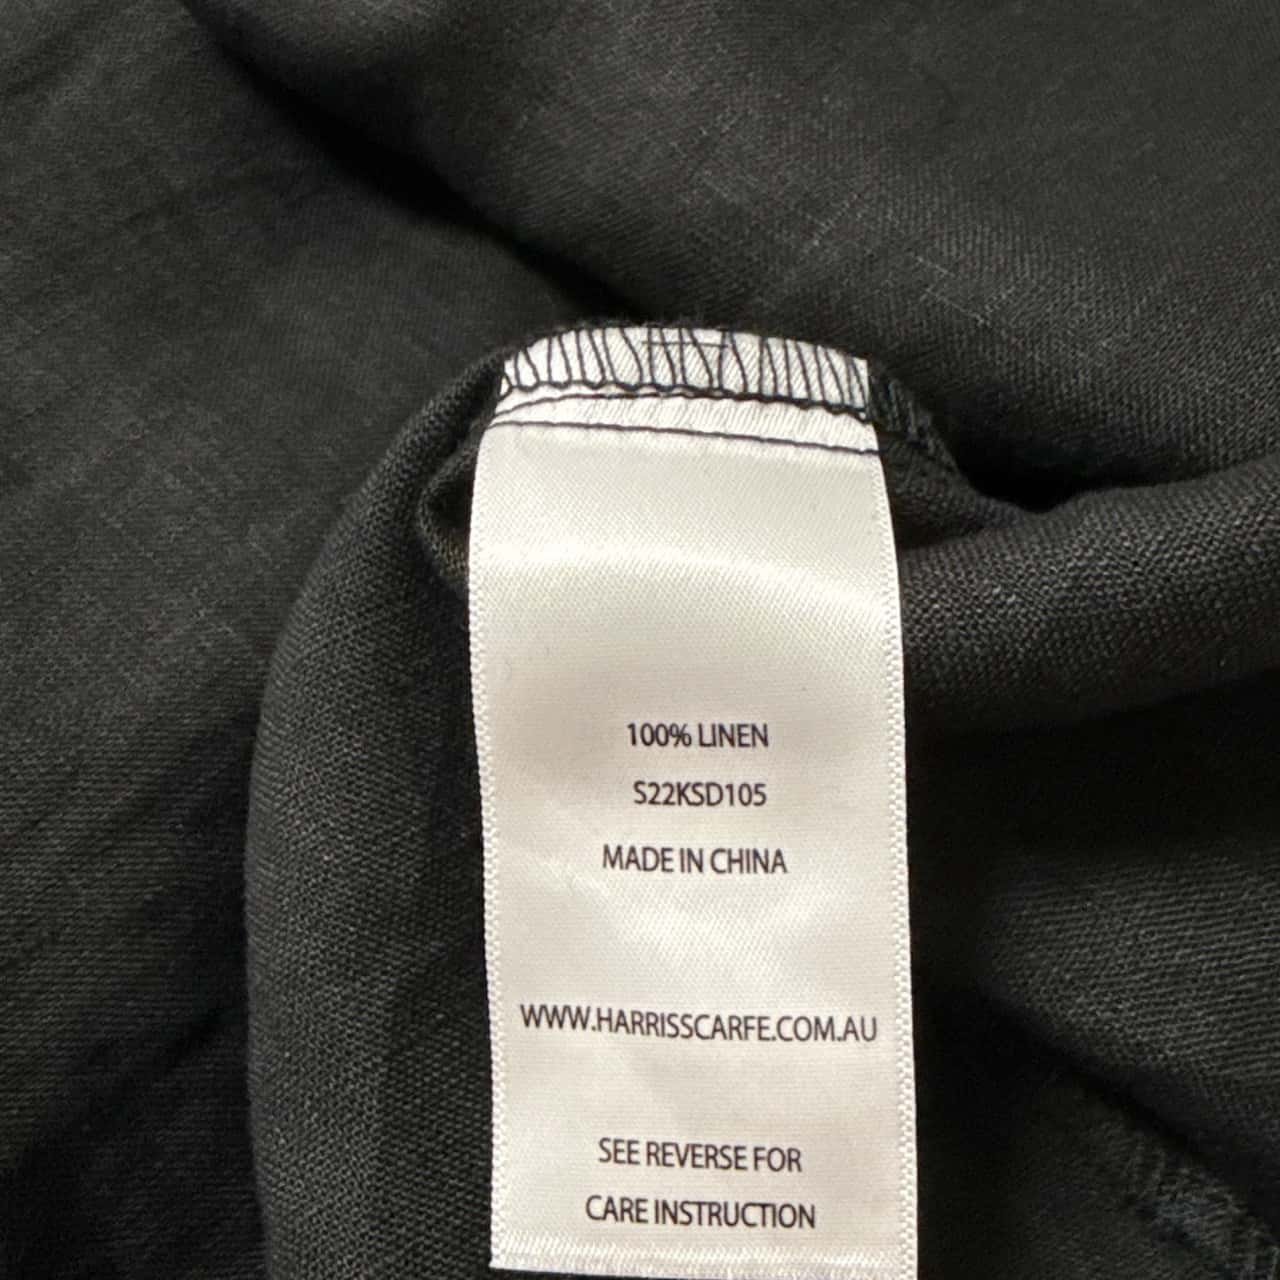 100% LINEN
S22KSD105
MADE IN CHINA
WWW.HARRISSCARFE.COM.AU
SEE REVERSE FOR
CARE INSTRUCTION